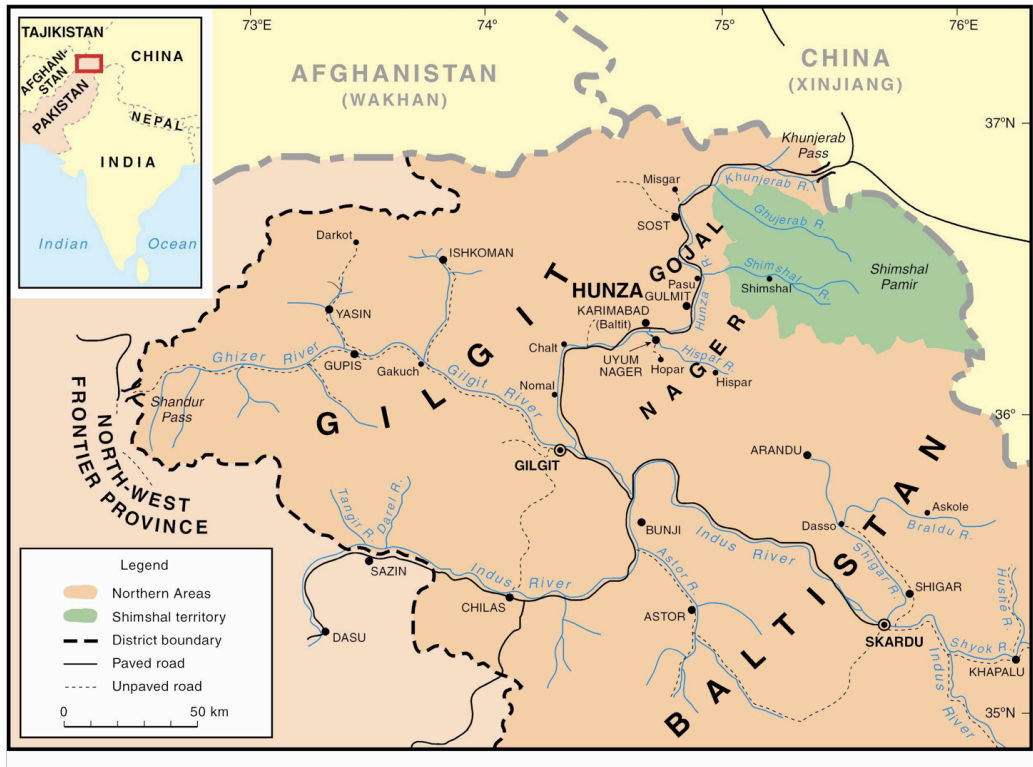 73°E
74°E
75°E
76°E
TAJIKISTAN
AFGHANI-
STAN
CHINA
PAKISTAN
NEPAL
INDIA
Indian Ocean
AFGHANISTAN
(WAKHAN)
CHINA
(XINJIANG)
37°N
Khunjerab
Pass
Khunjerab R.
Misgar
SOST
Ghujerab R.
GOJAL
Shimshal
R.
Shimshal
Shimshal
Pamir
Darkot
ISHKOMAN
HUNZA
Pasu
GULMIT
Hunza
R.
KARIMABAD
(Baltit)
YASIN
GUPIS
Gakuch
Ghizer River
Gilgit River
GILGIT
Chalt
UYUM
NAGER
Hopar
Hispar R.
Hispar
NAGER
Nomal
Shandur
Pass
36°N
NORTH-WEST
FRONTIER PROVINCE
GILGIT
ARANDU
Askole
Braldu R.
Dasso
Tangir R.
Darel R.
BUNJI
Indus River
Shigar R.
SHIGAR
Hushe R.
SAZIN
Indus River
CHILAS
Astor R.
ASTOR
DASU
SKARDU
Shyok R.
KHAPALU
Indus River
BALTISTAN
35°N
Legend
Northern Areas
Shimshal territory
District boundary
Paved road
Unpaved road
0 50 km